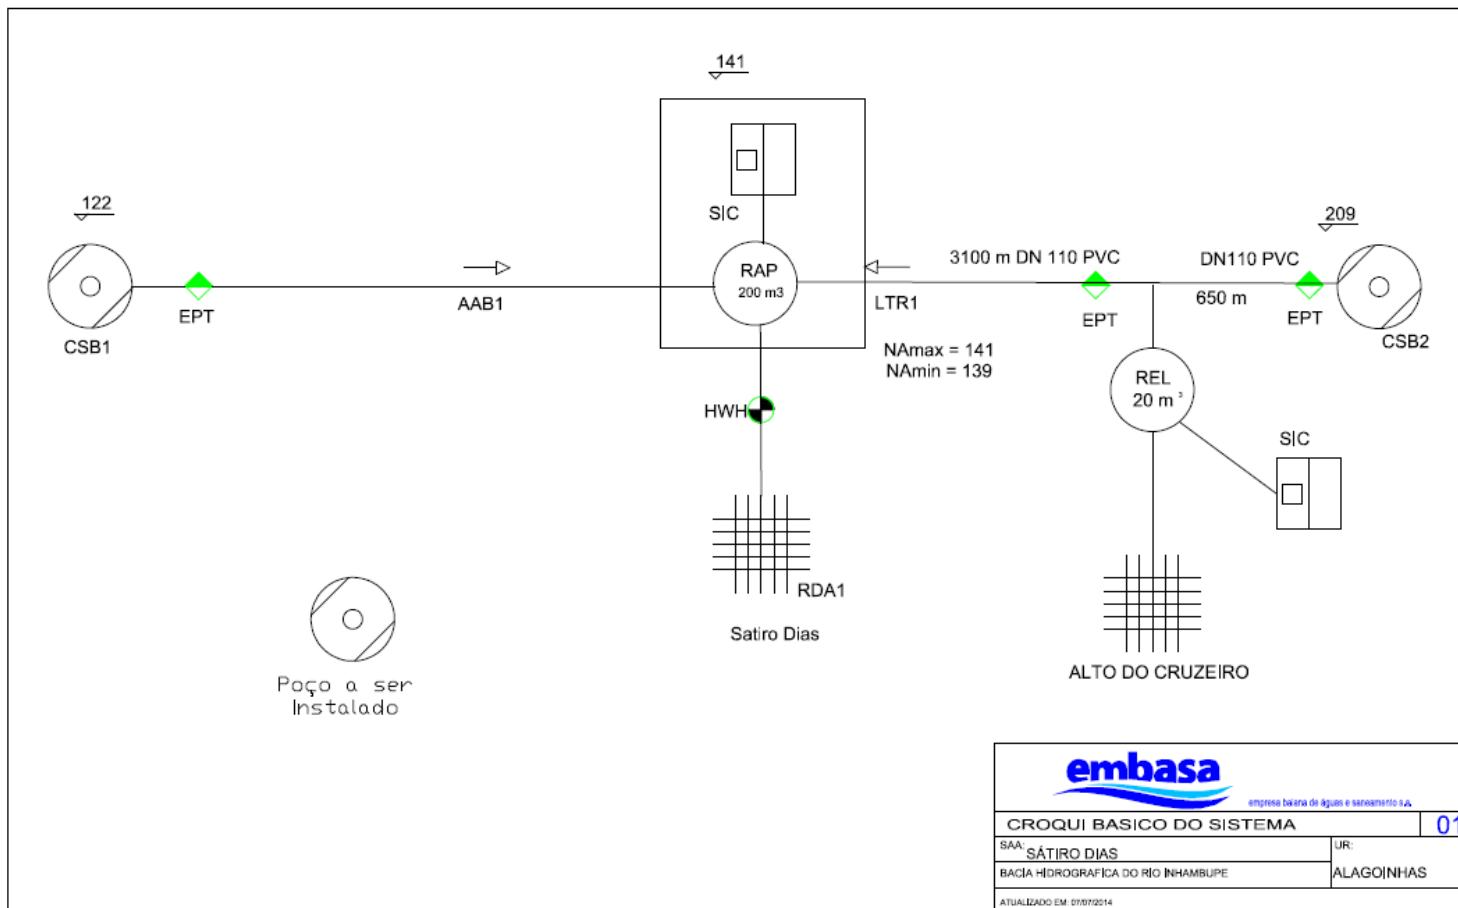 141
122
209
SIC
3100 m DN 110 PVC
DN110 PVC
RAP
200 m3
AAB1
LTR1
EPT
EPT
650 m
EPT
CSB1
CSB2
NAmax = 141
NAmin = 139
REL
20 m ³
HWH
SIC
RDA1
Satiro Dias
ALTO DO CRUZEIRO
Poço a ser
Instalado
embasa
empresa baiana de águas e saneamento s.a.
CROQUI BASICO DO SISTEMA
01
SAA:
SÁTIRO DIAS
UR:
ALAGOINHAS
BACIA HIDROGRAFICA DO RIO INHAMBUPE
ATUALIZADO EM: 07/07/2014